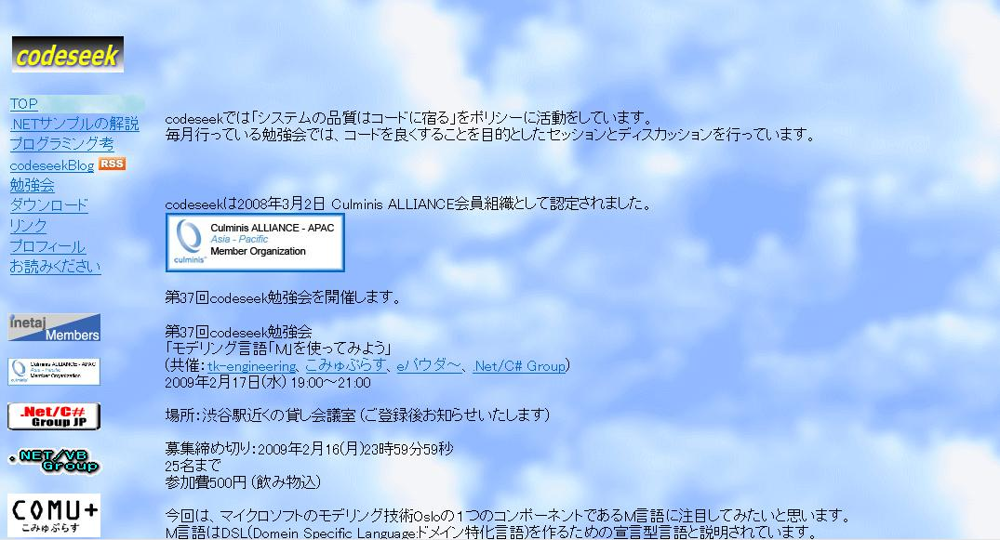 codeseek
TOP
.NETサンプルの解説
プログラミング考
codeseekBlog RSS
勉強会
ダウンロード
リンク
プロフィール
お読みください
inetaj Members
Culminis ALLIANCE - APAC
Asia - Pacific
Member Organization
culminis
.Net/C#
Group JP
.NET/VB
Group
COMU+
こみゅぷらす
codeseekでは「システムの品質はコードに宿る」をポリシーに活動をしています。
毎月行っている勉強会では、コードを良くすることを目的としたセッションとディスカッションを行っています。
codeseekは2008年3月2日 Culminis ALLIANCE会員組織として認定されました。
Culminis ALLIANCE - APAC
Asia - Pacific
Member Organization
culminis
第37回codeseek勉強会を開催します。
第37回codeseek勉強会
「モデリング言語「M」を使ってみよう」
(共催：tk-engineering、こみゅぷらす、eパウダ～、.Net/C# Group)
2009年2月17日(水) 19:00～21:00
場所：渋谷駅近くの貸し会議室 (ご登録後お知らせいたします)
募集締め切り：2009年2月16(月)23時59分59秒
25名まで
参加費500円 (飲み物込)
今回は、マイクロソフトのモデリング技術Osloの１つのコンポーネントであるM言語に注目してみたいと思います。
M言語はDSL(Domein Specific Language:ドメイン特化言語)を作るための宣言型言語と説明されています。